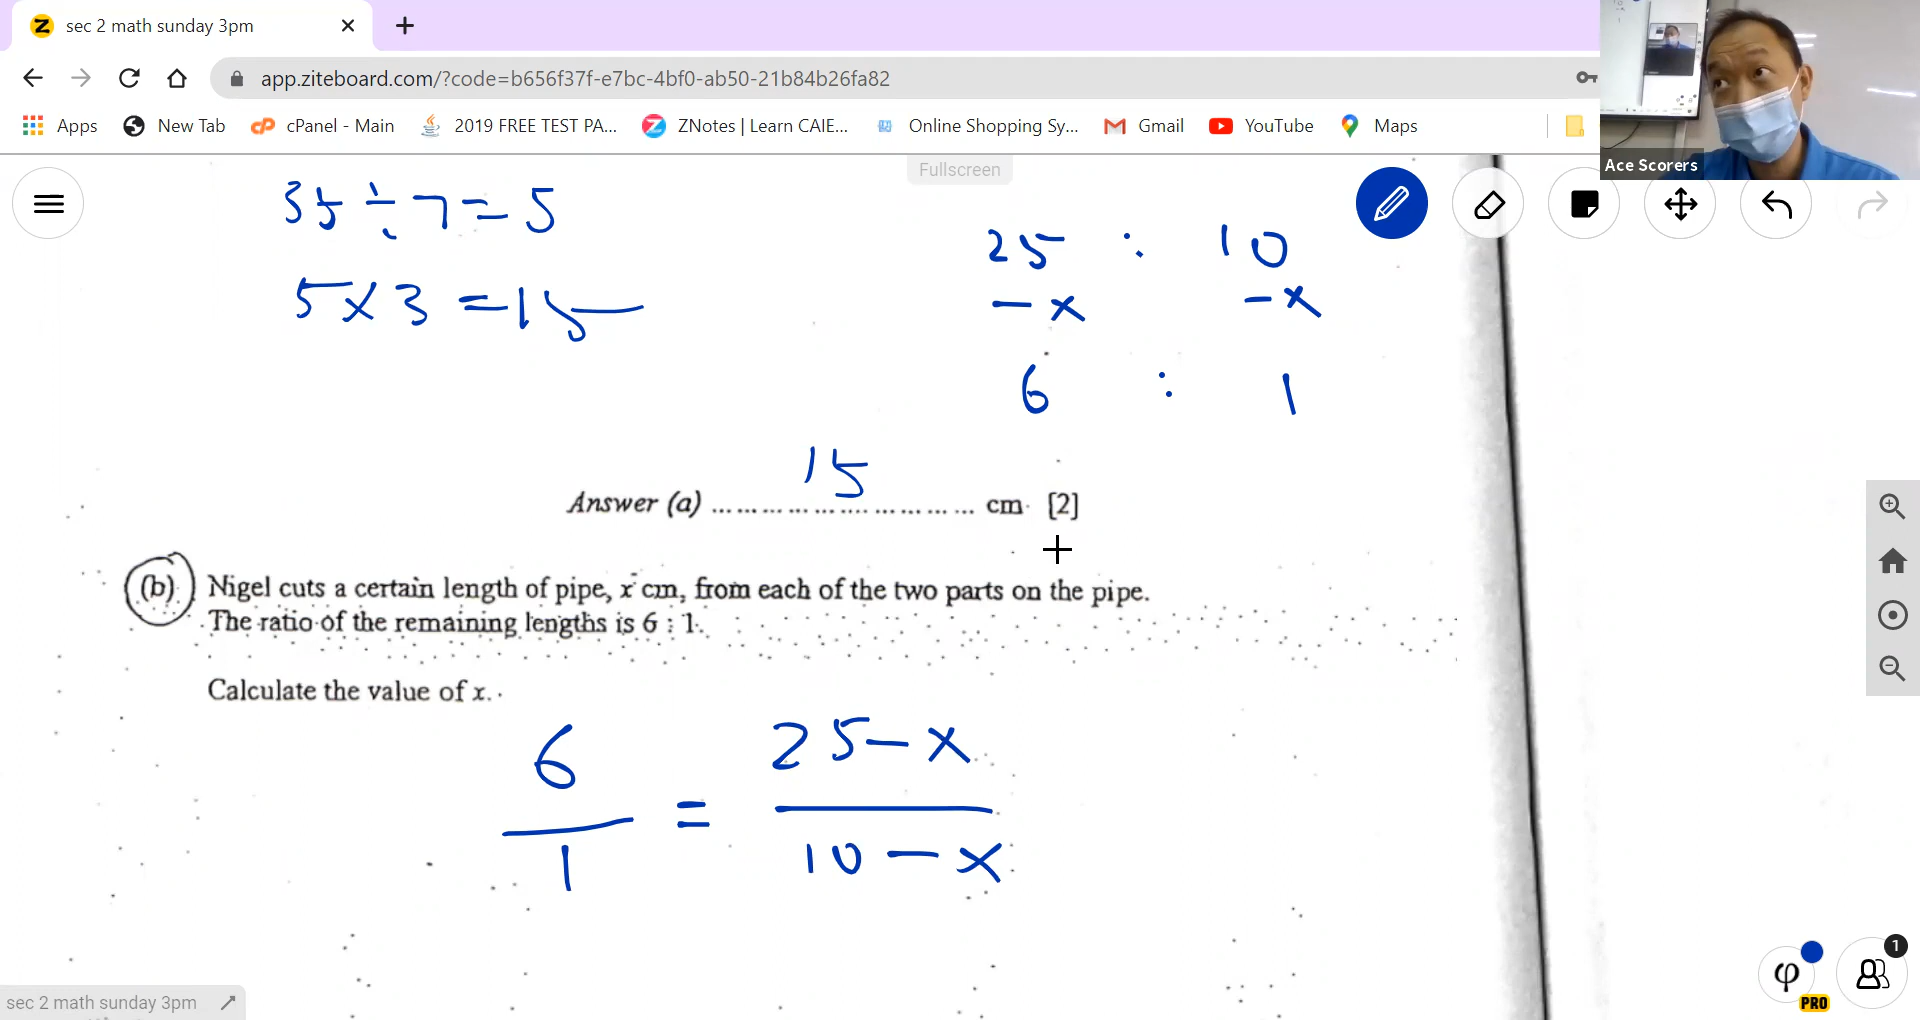 sec 2 math sunday 3pm
app.ziteboard.com/?code=b656f37f-e7bc-4bf0-ab50-21b84b26fa82
Apps New Tab cPanel - Main 2019 FREE TEST PA... ZNotes | Learn CAIE... Online Shopping Sy... Gmail YouTube Maps
Ace Scorers
Fullscreen
35 ÷ 7 = 5
5 x 3 = 15
25 : 10
- x - x
6 : 1
15
Answer (a) .............................. cm [2]
(b) Nigel cuts a certain length of pipe, x cm, from each of the two parts on the pipe.
The ratio of the remaining lengths is 6 : 1.
Calculate the value of x.
6 25 - x
=
1 10 - x
1
φ
PRO
sec 2 math sunday 3pm